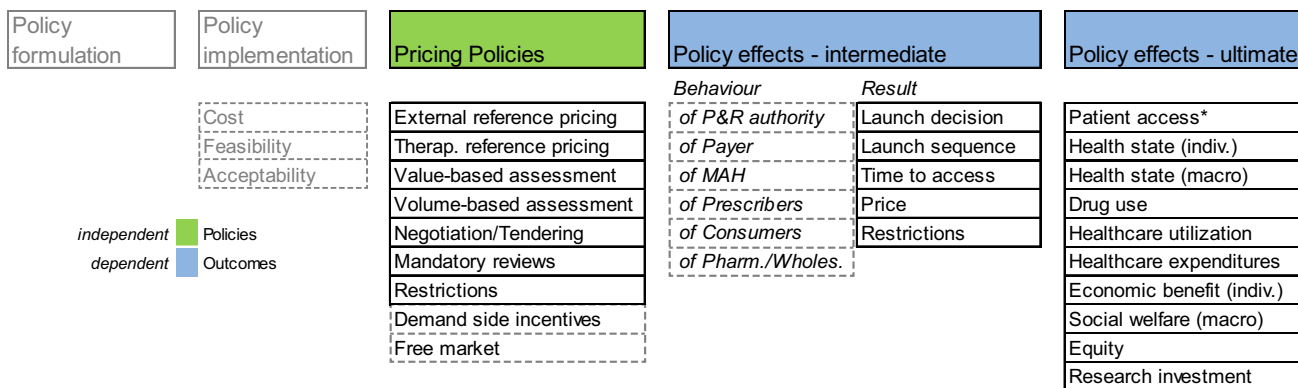 Policy
formulation
Policy
implementation
Pricing Policies
Policy effects - intermediate
Policy effects - ultimate
Behaviour
Result
Cost
Feasibility
Acceptability
External reference pricing
Therap. reference pricing
Value-based assessment
Volume-based assessment
Negotiation/Tendering
Mandatory reviews
Restrictions
Demand side incentives
Free market
of P&R authority
of Payer
of MAH
of Prescribers
of Consumers
of Pharm./Wholes.
Launch decision
Launch sequence
Time to access
Price
Restrictions
Patient access*
Health state (indiv.)
Health state (macro)
Drug use
Healthcare utilization
Healthcare expenditures
Economic benefit (indiv.)
Social welfare (macro)
Equity
Research investment
independent Policies
dependent Outcomes